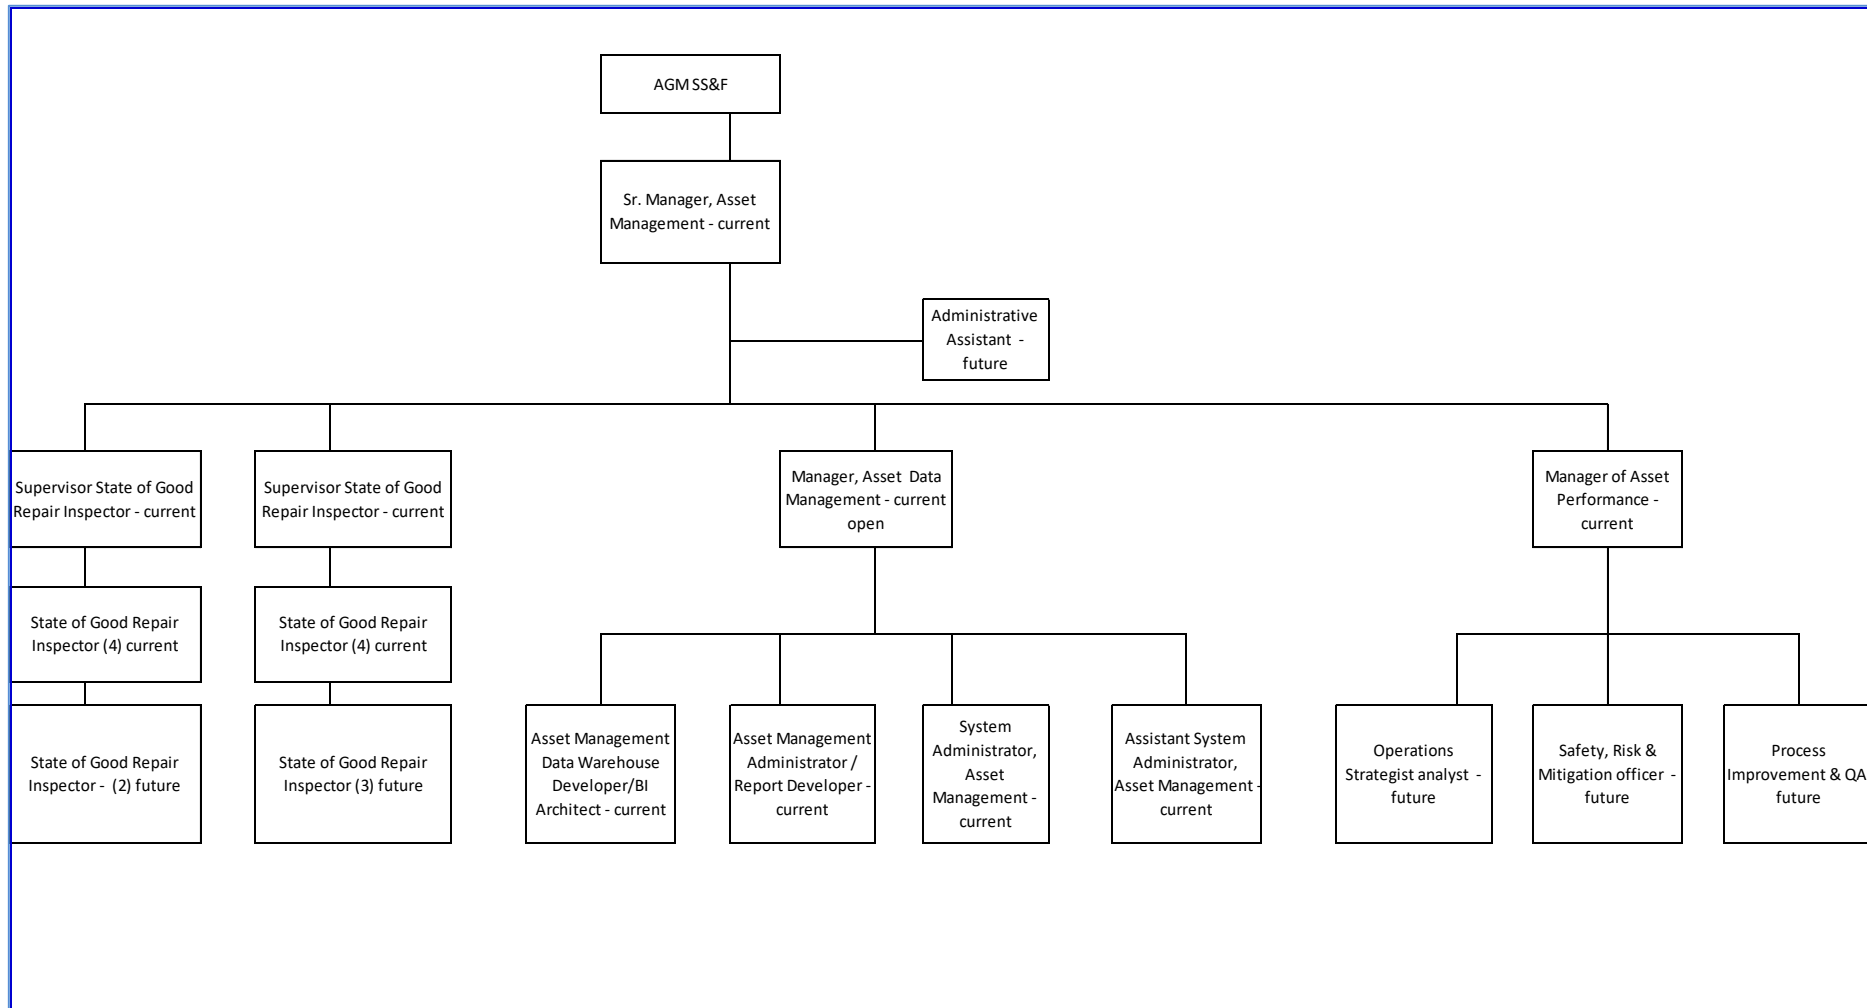 AGM SS&F
Sr. Manager, Asset
Management - current
Administrative
Assistant -
future
Supervisor State of Good
Repair Inspector - current
Supervisor State of Good
Repair Inspector - current
Manager, Asset Data
Management - current
open
Manager of Asset
Performance -
current
State of Good Repair
Inspector (4) current
State of Good Repair
Inspector (4) current
State of Good Repair
Inspector - (2) future
State of Good Repair
Inspector (3) future
Asset Management
Data Warehouse
Developer/BI
Architect - current
Asset Management
Administrator /
Report Developer -
current
System
Administrator,
Asset
Management -
current
Assistant System
Administrator,
Asset Management -
current
Operations
Strategist analyst -
future
Safety, Risk &
Mitigation officer -
future
Process
Improvement & QA
future